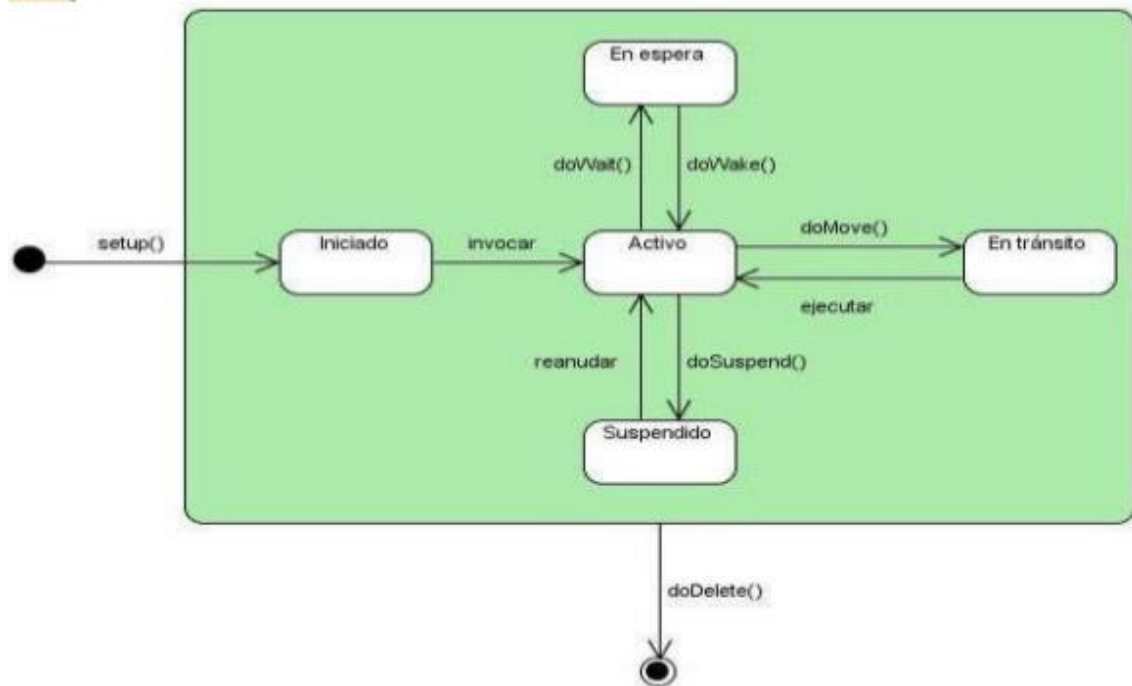 En espera
doWait()
doWake()
setup()
Iniciado
invocar
Activo
doMove()
En tránsito
ejecutar
reanudar
doSuspend()
Suspendido
doDelete()